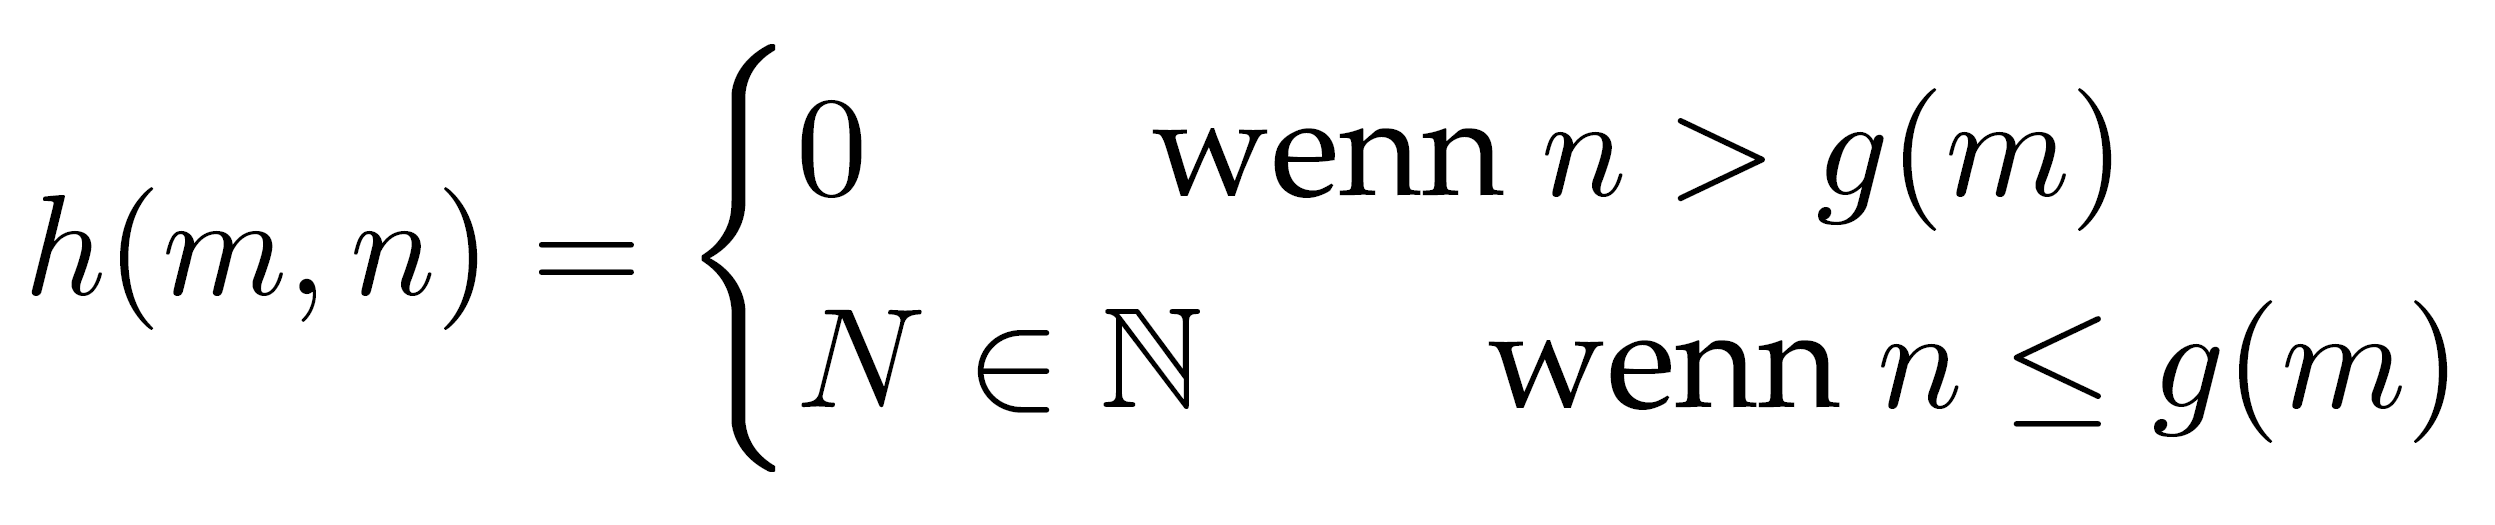 h(m, n) = { 0 wenn n > g(m)
N ∈ ℕ wenn n ≤ g(m)